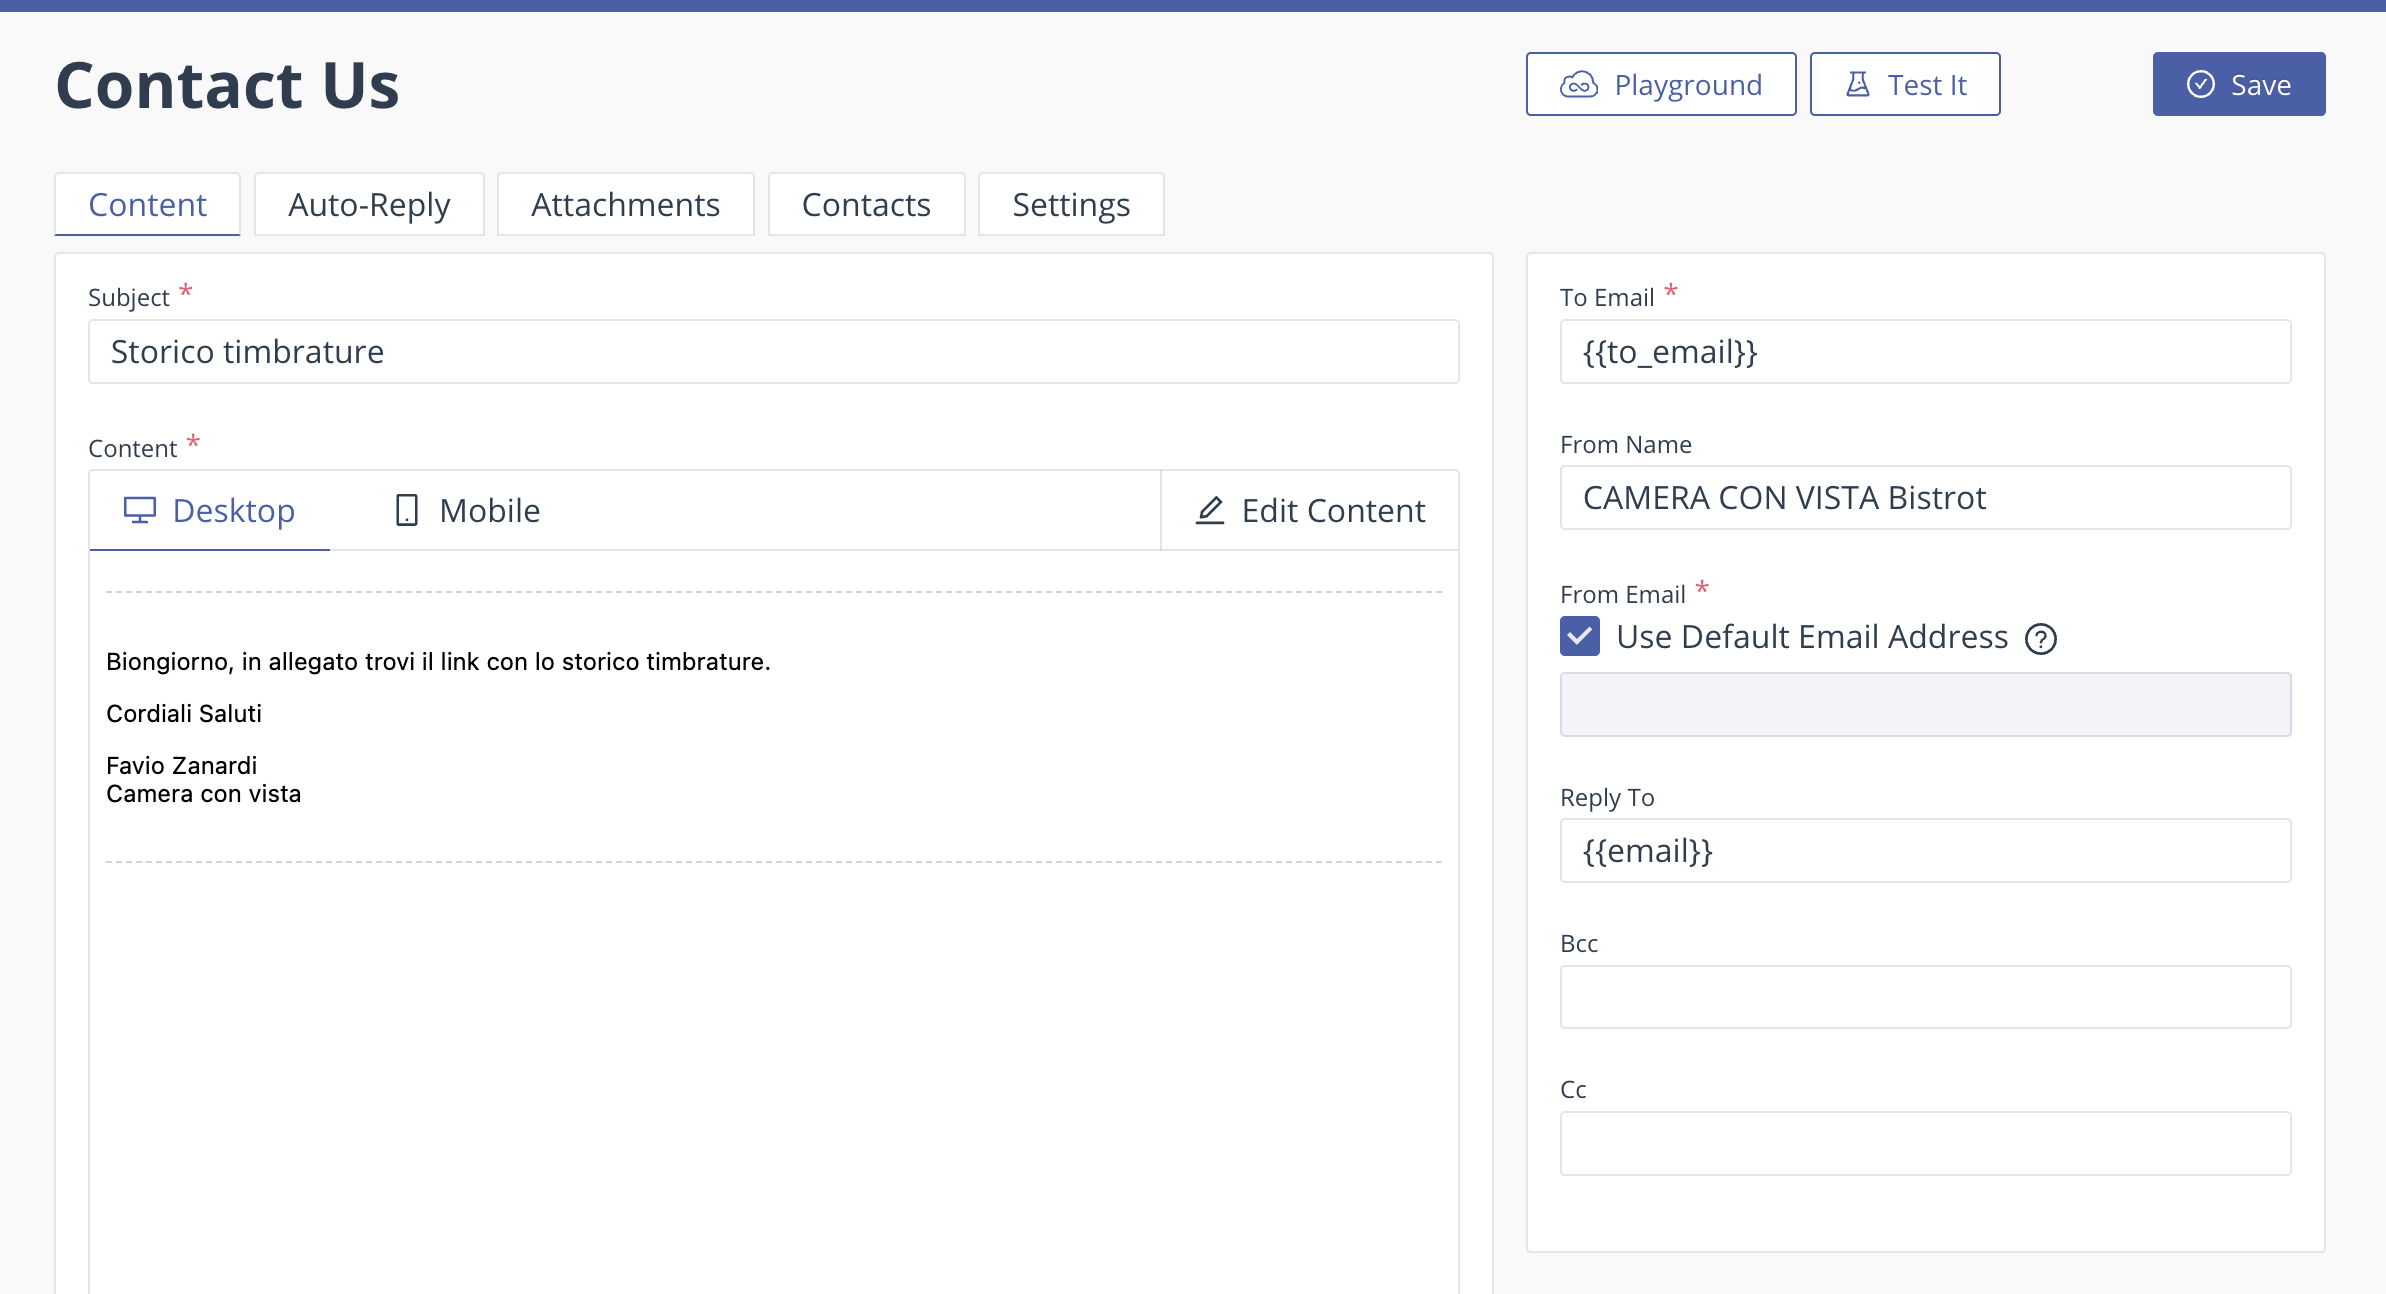 Contact Us
Playground
Test It
Save
Content
Auto-Reply
Attachments
Contacts
Settings
Subject *
Storico timbrature
Content *
Desktop
Mobile
Edit Content
Biongiorno, in allegato trovi il link con lo storico timbrature.
Cordiali Saluti
Favio Zanardi
Camera con vista
To Email *
{{to_email}}
From Name
CAMERA CON VISTA Bistrot
From Email *
Use Default Email Address ?
Reply To
{{email}}
Bcc
Cc